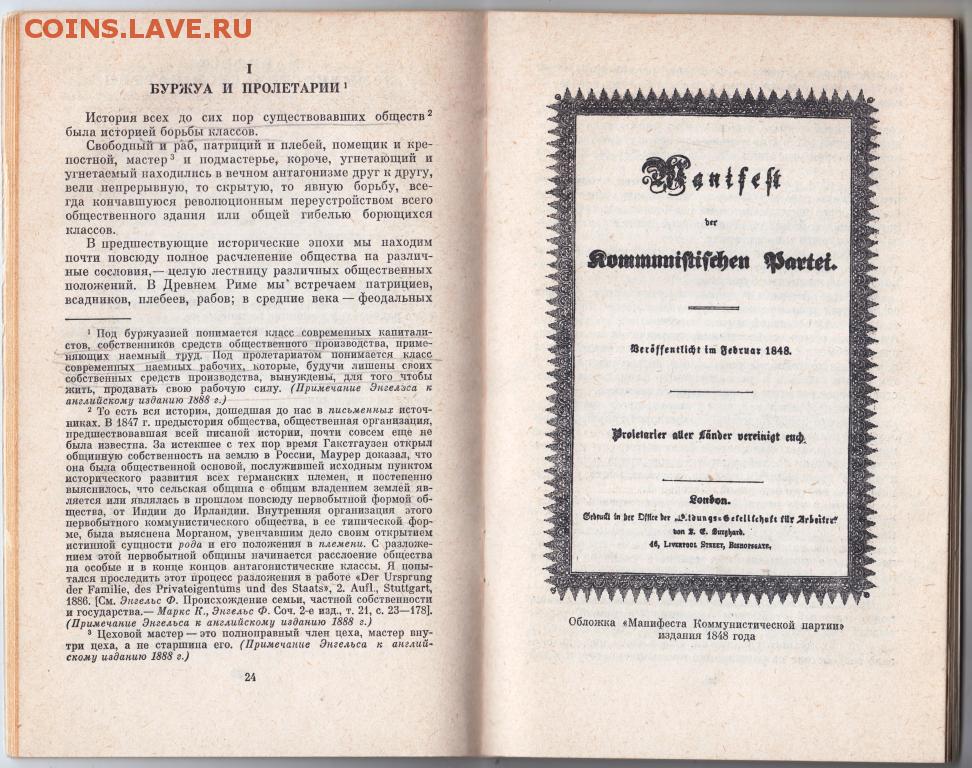 COINS.LAVE.RU
I
БУРЖУА И ПРОЛЕТАРИИ¹
История всех до сих пор существовавших обществ²
была историей борьбы классов.
Свободный и раб, патриций и плебей, помещик и кре-
постной, мастер³ и подмастерье, короче, угнетающий и
угнетаемый находились в вечном антагонизме друг к другу,
вели непрерывную, то скрытую, то явную борьбу, все-
гда кончавшуюся революционным переустройством всего
общественного здания или общей гибелью борющихся
классов.
В предшествующие исторические эпохи мы находим
почти повсюду полное расчленение общества на различ-
ные сословия,— целую лестницу различных общественных
положений. В Древнем Риме мы встречаем патрициев,
всадников, плебеев, рабов; в средние века — феодальных
¹ Под буржуазией понимается класс современных капитали-
стов, собственников средств общественного производства, приме-
няющих наемный труд. Под пролетариатом понимается класс
современных наемных рабочих, которые, будучи лишены своих
собственных средств производства, вынуждены, для того чтобы
жить, продавать свою рабочую силу. (Примечание Энгельса к
английскому изданию 1888 г.)
² То есть вся история, дошедшая до нас в письменных источ-
никах. В 1847 г. предыстория общества, общественная организация,
предшествовавшая всей писаной истории, почти совсем еще не
была известна. За истекшее с тех пор время Гакстгаузен открыл
общинную собственность на землю в России, Маурер доказал, что
она была общественной основой, послужившей исходным пунктом
исторического развития всех германских племен, и постепенно
выяснилось, что сельская община с общим владением землей яв-
ляется или являлась в прошлом повсюду первобытной формой об-
щества, от Индии до Ирландии. Внутренняя организация этого
первобытного коммунистического общества, в ее типической фор-
ме, была выяснена Морганом, увенчавшим дело своим открытием
истинной сущности рода и его положения в племени. С разложе-
нием этой первобытной общины начинается расслоение общества
на особые и в конце концов антагонистические классы. Я попы-
тался проследить этот процесс разложения в работе «Der Ursprung
der Familie, des Privateigentums und des Staats», 2. Aufl., Stuttgart,
1886. [См. Энгельс Ф. Происхождение семьи, частной собственности
и государства.— Маркс К., Энгельс Ф. Соч. 2-е изд., т. 21, с. 23—178].
(Примечание Энгельса к английскому изданию 1888 г.)
³ Цеховой мастер — это полноправный член цеха, мастер вну-
три цеха, а не старшина его. (Примечание Энгельса к англий-
скому изданию 1888 г.)
24
Manifest
der
Kommunistischen Partei.
Veröffentlicht im Februar 1848.
Proletarier aller Länder vereinigt euch
London.
Gedruckt in der Office der „Bildungs-Gesellschaft für Arbeiter"
von J. E. Burghard.
46, LIVERPOOL STREET, BISHOPSGATE.
Обложка «Манифеста Коммунистической партии»
издания 1848 года